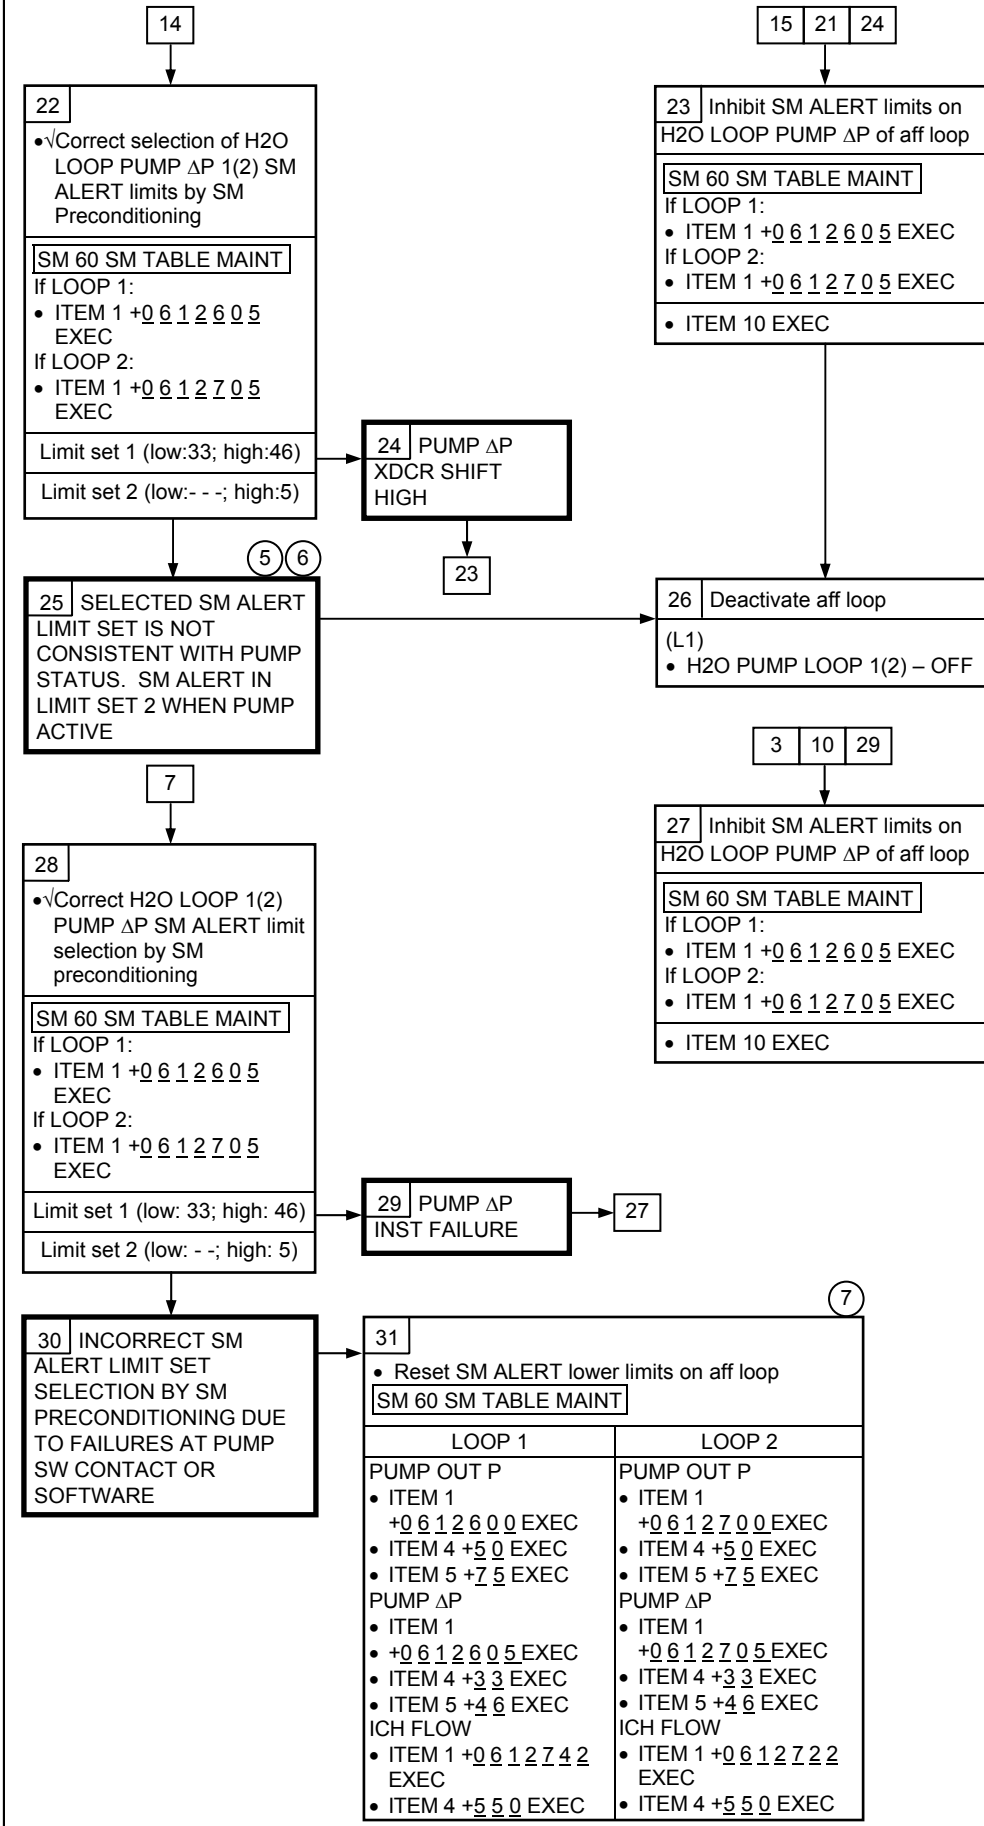 14
22
•√Correct selection of H2O
LOOP PUMP ∆P 1(2) SM
ALERT limits by SM
Preconditioning
SM 60 SM TABLE MAINT
If LOOP 1:
• ITEM 1 +0 6 1 2 6 0 5
EXEC
If LOOP 2:
• ITEM 1 +0 6 1 2 7 0 5
EXEC
Limit set 1 (low:33; high:46)
Limit set 2 (low:- - -; high:5)
24 PUMP ∆P
XDCR SHIFT
HIGH
23
5 6
25 SELECTED SM ALERT
LIMIT SET IS NOT
CONSISTENT WITH PUMP
STATUS. SM ALERT IN
LIMIT SET 2 WHEN PUMP
ACTIVE
15 21 24
23 Inhibit SM ALERT limits on
H2O LOOP PUMP ∆P of aff loop
SM 60 SM TABLE MAINT
If LOOP 1:
• ITEM 1 +0 6 1 2 6 0 5 EXEC
If LOOP 2:
• ITEM 1 +0 6 1 2 7 0 5 EXEC
• ITEM 10 EXEC
26 Deactivate aff loop
(L1)
• H2O PUMP LOOP 1(2) – OFF
3 10 29
27 Inhibit SM ALERT limits on
H2O LOOP PUMP ∆P of aff loop
SM 60 SM TABLE MAINT
If LOOP 1:
• ITEM 1 +0 6 1 2 6 0 5 EXEC
If LOOP 2:
• ITEM 1 +0 6 1 2 7 0 5 EXEC
• ITEM 10 EXEC
7
28
•√Correct H2O LOOP 1(2)
PUMP ∆P SM ALERT limit
selection by SM
preconditioning
SM 60 SM TABLE MAINT
If LOOP 1:
• ITEM 1 +0 6 1 2 6 0 5
EXEC
If LOOP 2:
• ITEM 1 +0 6 1 2 7 0 5
EXEC
Limit set 1 (low: 33; high: 46)
Limit set 2 (low: - -; high: 5)
29 PUMP ∆P
INST FAILURE
27
30 INCORRECT SM
ALERT LIMIT SET
SELECTION BY SM
PRECONDITIONING DUE
TO FAILURES AT PUMP
SW CONTACT OR
SOFTWARE
7
31
• Reset SM ALERT lower limits on aff loop
SM 60 SM TABLE MAINT
LOOP 1
PUMP OUT P
• ITEM 1
+0 6 1 2 6 0 0 EXEC
• ITEM 4 +5 0 EXEC
• ITEM 5 +7 5 EXEC
PUMP ∆P
• ITEM 1
• +0 6 1 2 6 0 5 EXEC
• ITEM 4 +3 3 EXEC
• ITEM 5 +4 6 EXEC
ICH FLOW
• ITEM 1 +0 6 1 2 7 4 2
EXEC
• ITEM 4 +5 5 0 EXEC
LOOP 2
PUMP OUT P
• ITEM 1
+0 6 1 2 7 0 0 EXEC
• ITEM 4 +5 0 EXEC
• ITEM 5 +7 5 EXEC
PUMP ∆P
• ITEM 1
+0 6 1 2 7 0 5 EXEC
• ITEM 4 +3 3 EXEC
• ITEM 5 +4 6 EXEC
ICH FLOW
• ITEM 1 +0 6 1 2 7 2 2
EXEC
• ITEM 4 +5 5 0 EXEC